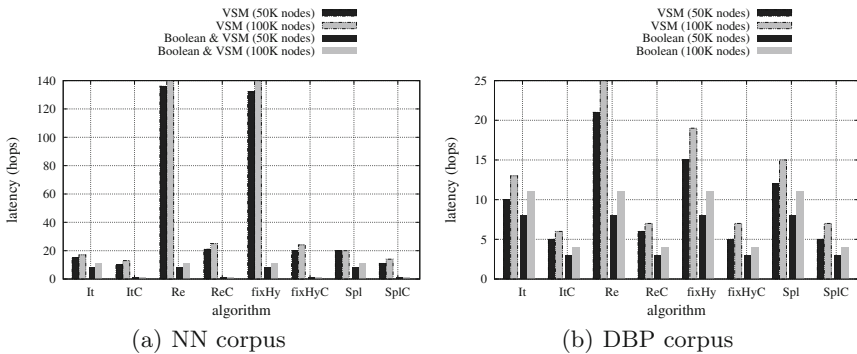 VSM (50K nodes)
VSM (100K nodes)
Boolean & VSM (50K nodes)
Boolean & VSM (100K nodes)
140
120
100
80
60
40
20
0
latency (hops)
It ItC Re ReC fixHy fixHyC Spl SplC
algorithm
(a) NN corpus
VSM (50K nodes)
VSM (100K nodes)
Boolean (50K nodes)
Boolean (100K nodes)
25
20
15
10
5
0
latency (hops)
It ItC Re ReC fixHy fixHyC Spl SplC
algorithm
(b) DBP corpus